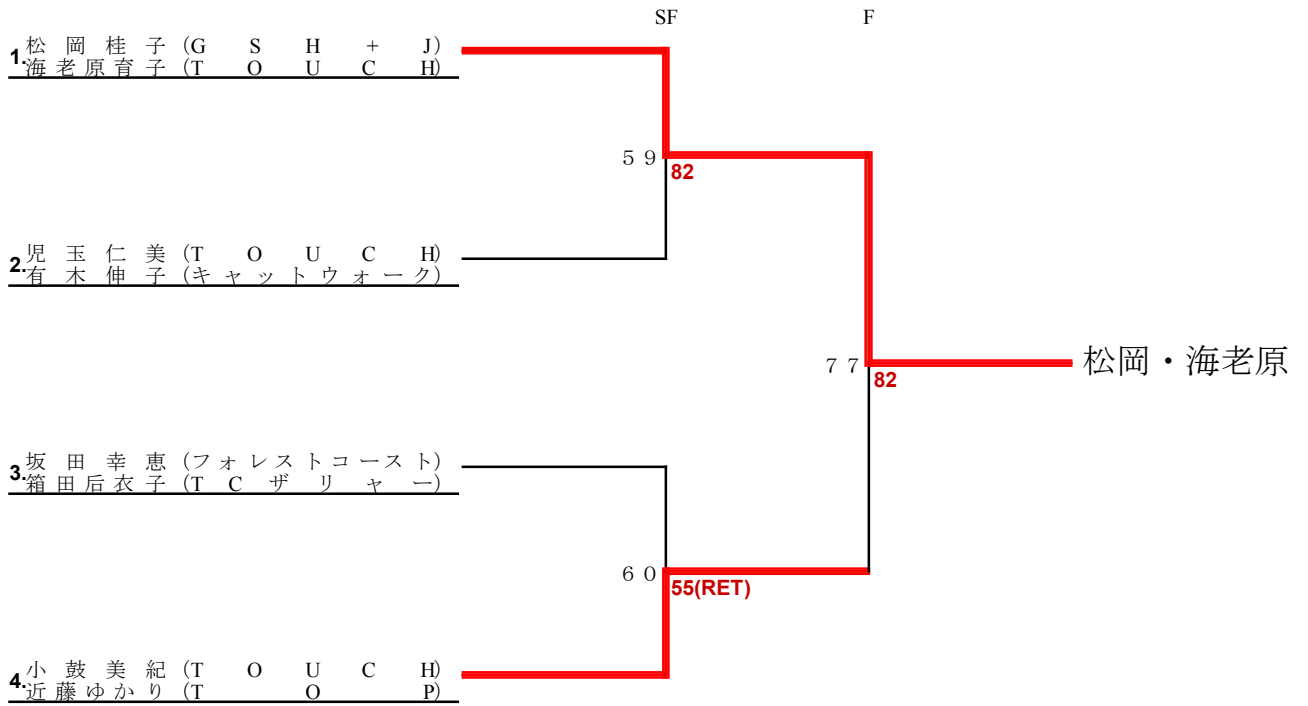 SF F
1. 松岡桂子 (GSH+J)
海老原育子 (TOUCH)
59
82
2. 児玉仁美 (TOUCH)
有木伸子 (キャットウォーク)
77
82
松岡・海老原
3. 坂田幸恵 (フォレストコースト)
箱田后衣子 (TCザリャー)
60
55(RET)
4. 小鼓美紀 (TOUCH)
近藤ゆかり (TOP)